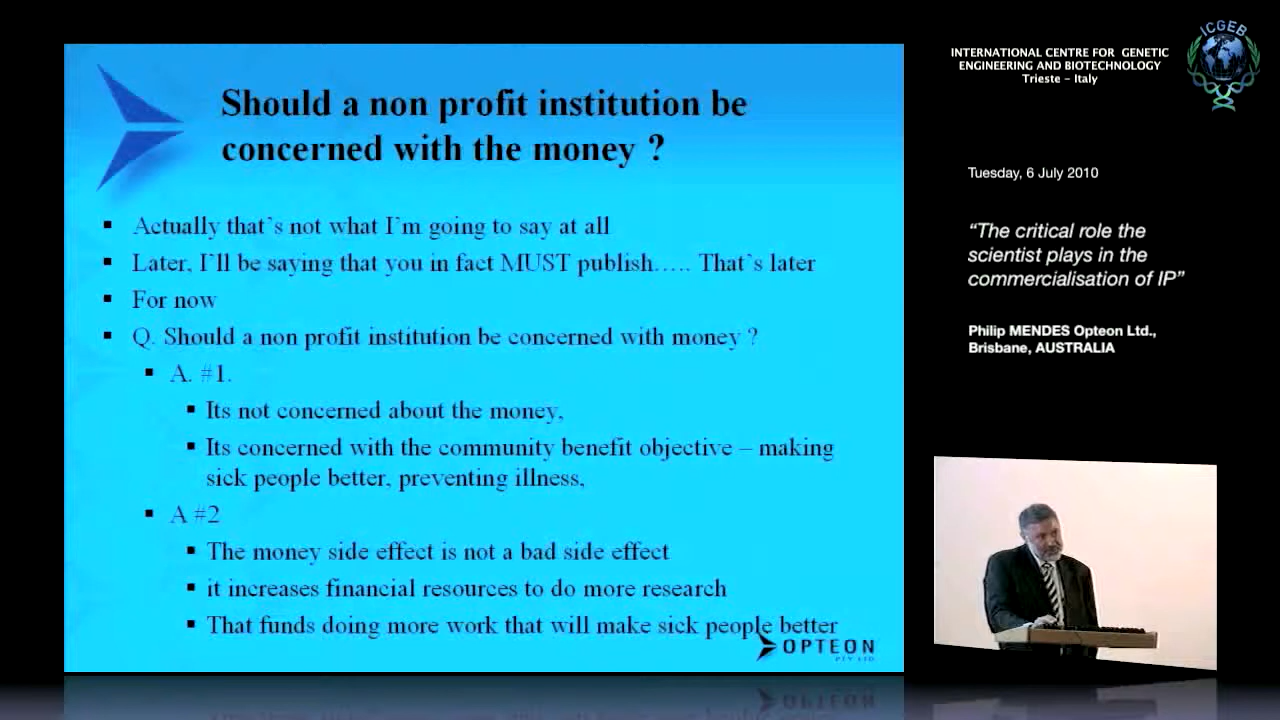 Should a non profit institution be
concerned with the money ?
Actually that's not what I'm going to say at all
Later, I'll be saying that you in fact MUST publish….. That's later
For now
Q. Should a non profit institution be concerned with money ?
A. #1.
Its not concerned about the money,
Its concerned with the community benefit objective – making
sick people better, preventing illness,
A #2
The money side effect is not a bad side effect
it increases financial resources to do more research
That funds doing more work that will make sick people better
OPTEON
PTY LTD
ICGEB
INTERNATIONAL CENTRE FOR GENETIC
ENGINEERING AND BIOTECHNOLOGY
Trieste – Italy
Tuesday, 6 July 2010
“The critical role the
scientist plays in the
commercialisation of IP”
Philip MENDES Opteon Ltd.,
Brisbane, AUSTRALIA